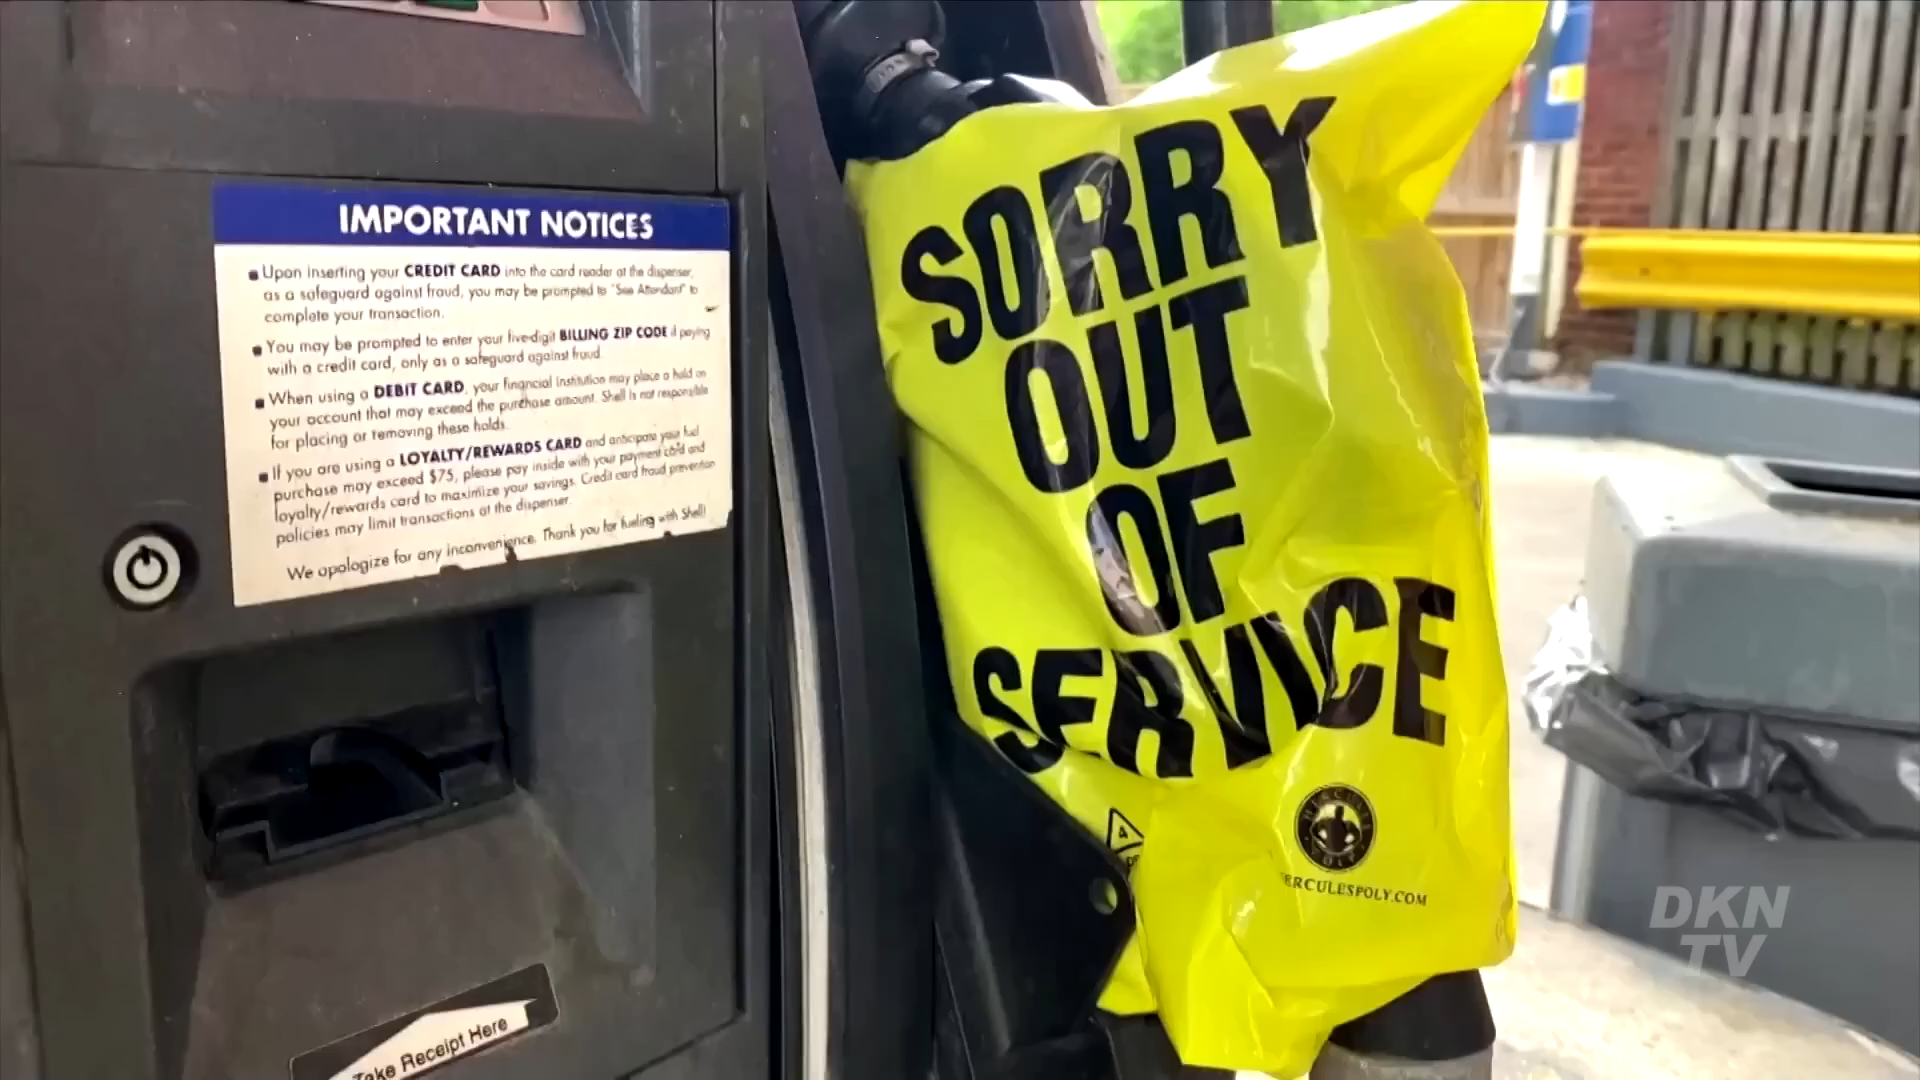 IMPORTANT NOTICES
Upon inserting your CREDIT CARD into the card reader at the dispenser,
as a safeguard against fraud, you may be prompted to "See Attendant" to
complete your transaction.
You may be prompted to enter your five-digit BILLING ZIP CODE if paying
with a credit card, only as a safeguard against fraud.
When using a DEBIT CARD, your financial institution may place a hold on
your account that may exceed the purchase amount. Shell is not responsible
for placing or removing these holds.
If you are using a LOYALTY/REWARDS CARD and anticipate your fuel
purchase may exceed $75, please pay inside with your payment card and
loyalty/rewards card to maximize your savings. Credit card fraud prevention
policies may limit transactions at the dispenser.
We apologize for any inconvenience. Thank you for fueling with Shell!
Take Receipt Here
SORRY
OUT
OF
SERVICE
4
HERCULES
POLY
ERCULESPOLY.COM
DKN
TV